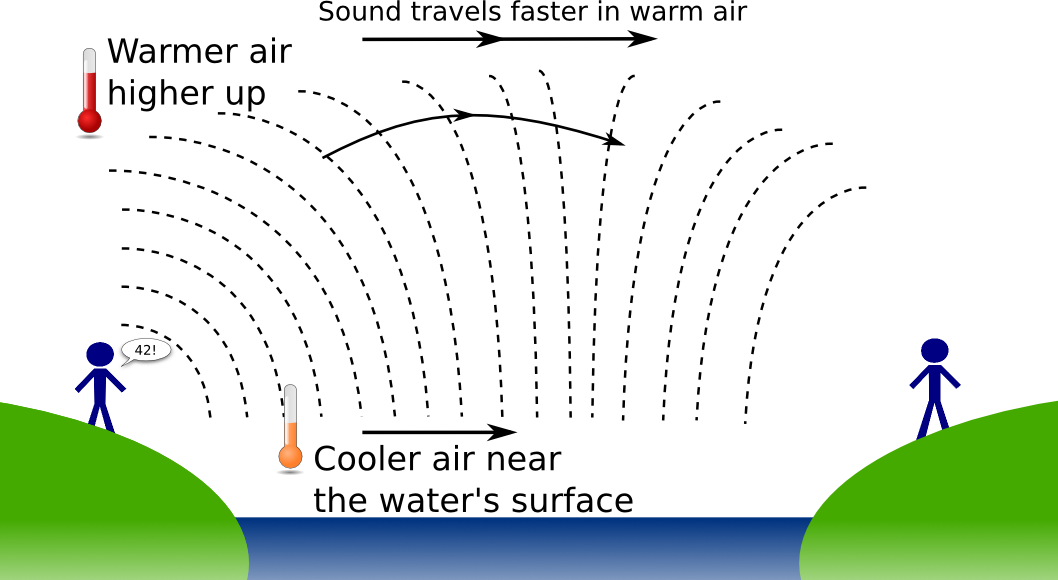 Sound travels faster in warm air
Warmer air
higher up
42!
Cooler air near
the water's surface